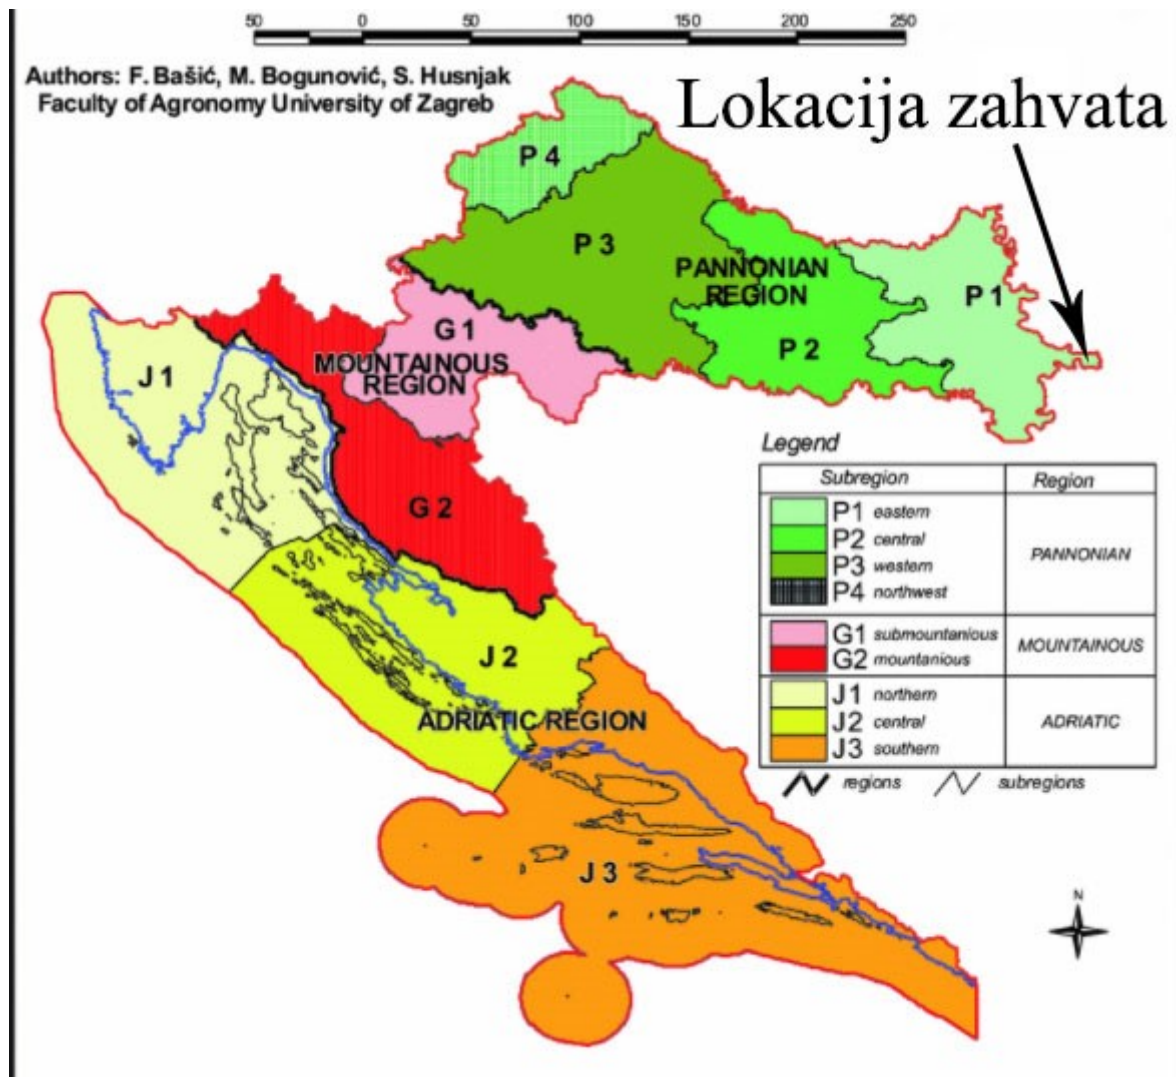 50 0 50 100 150 200 250
Authors: F. Bašić, M. Bogunović, S. Husnjak
Faculty of Agronomy University of Zagreb
Lokacija zahvata
P 4
P 3
PANNONIAN
REGION
P 1
P 2
G 1
MOUNTAINOUS
REGION
J 1
G 2
J 2
ADRIATIC REGION
J 3
Legend
Subregion Region
P1 eastern
P2 central
P3 western
P4 northwest
PANNONIAN
G1 submountanious
G2 mountanious
MOUNTAINOUS
J1 northern
J2 central
J3 southern
ADRIATIC
regions subregions
N